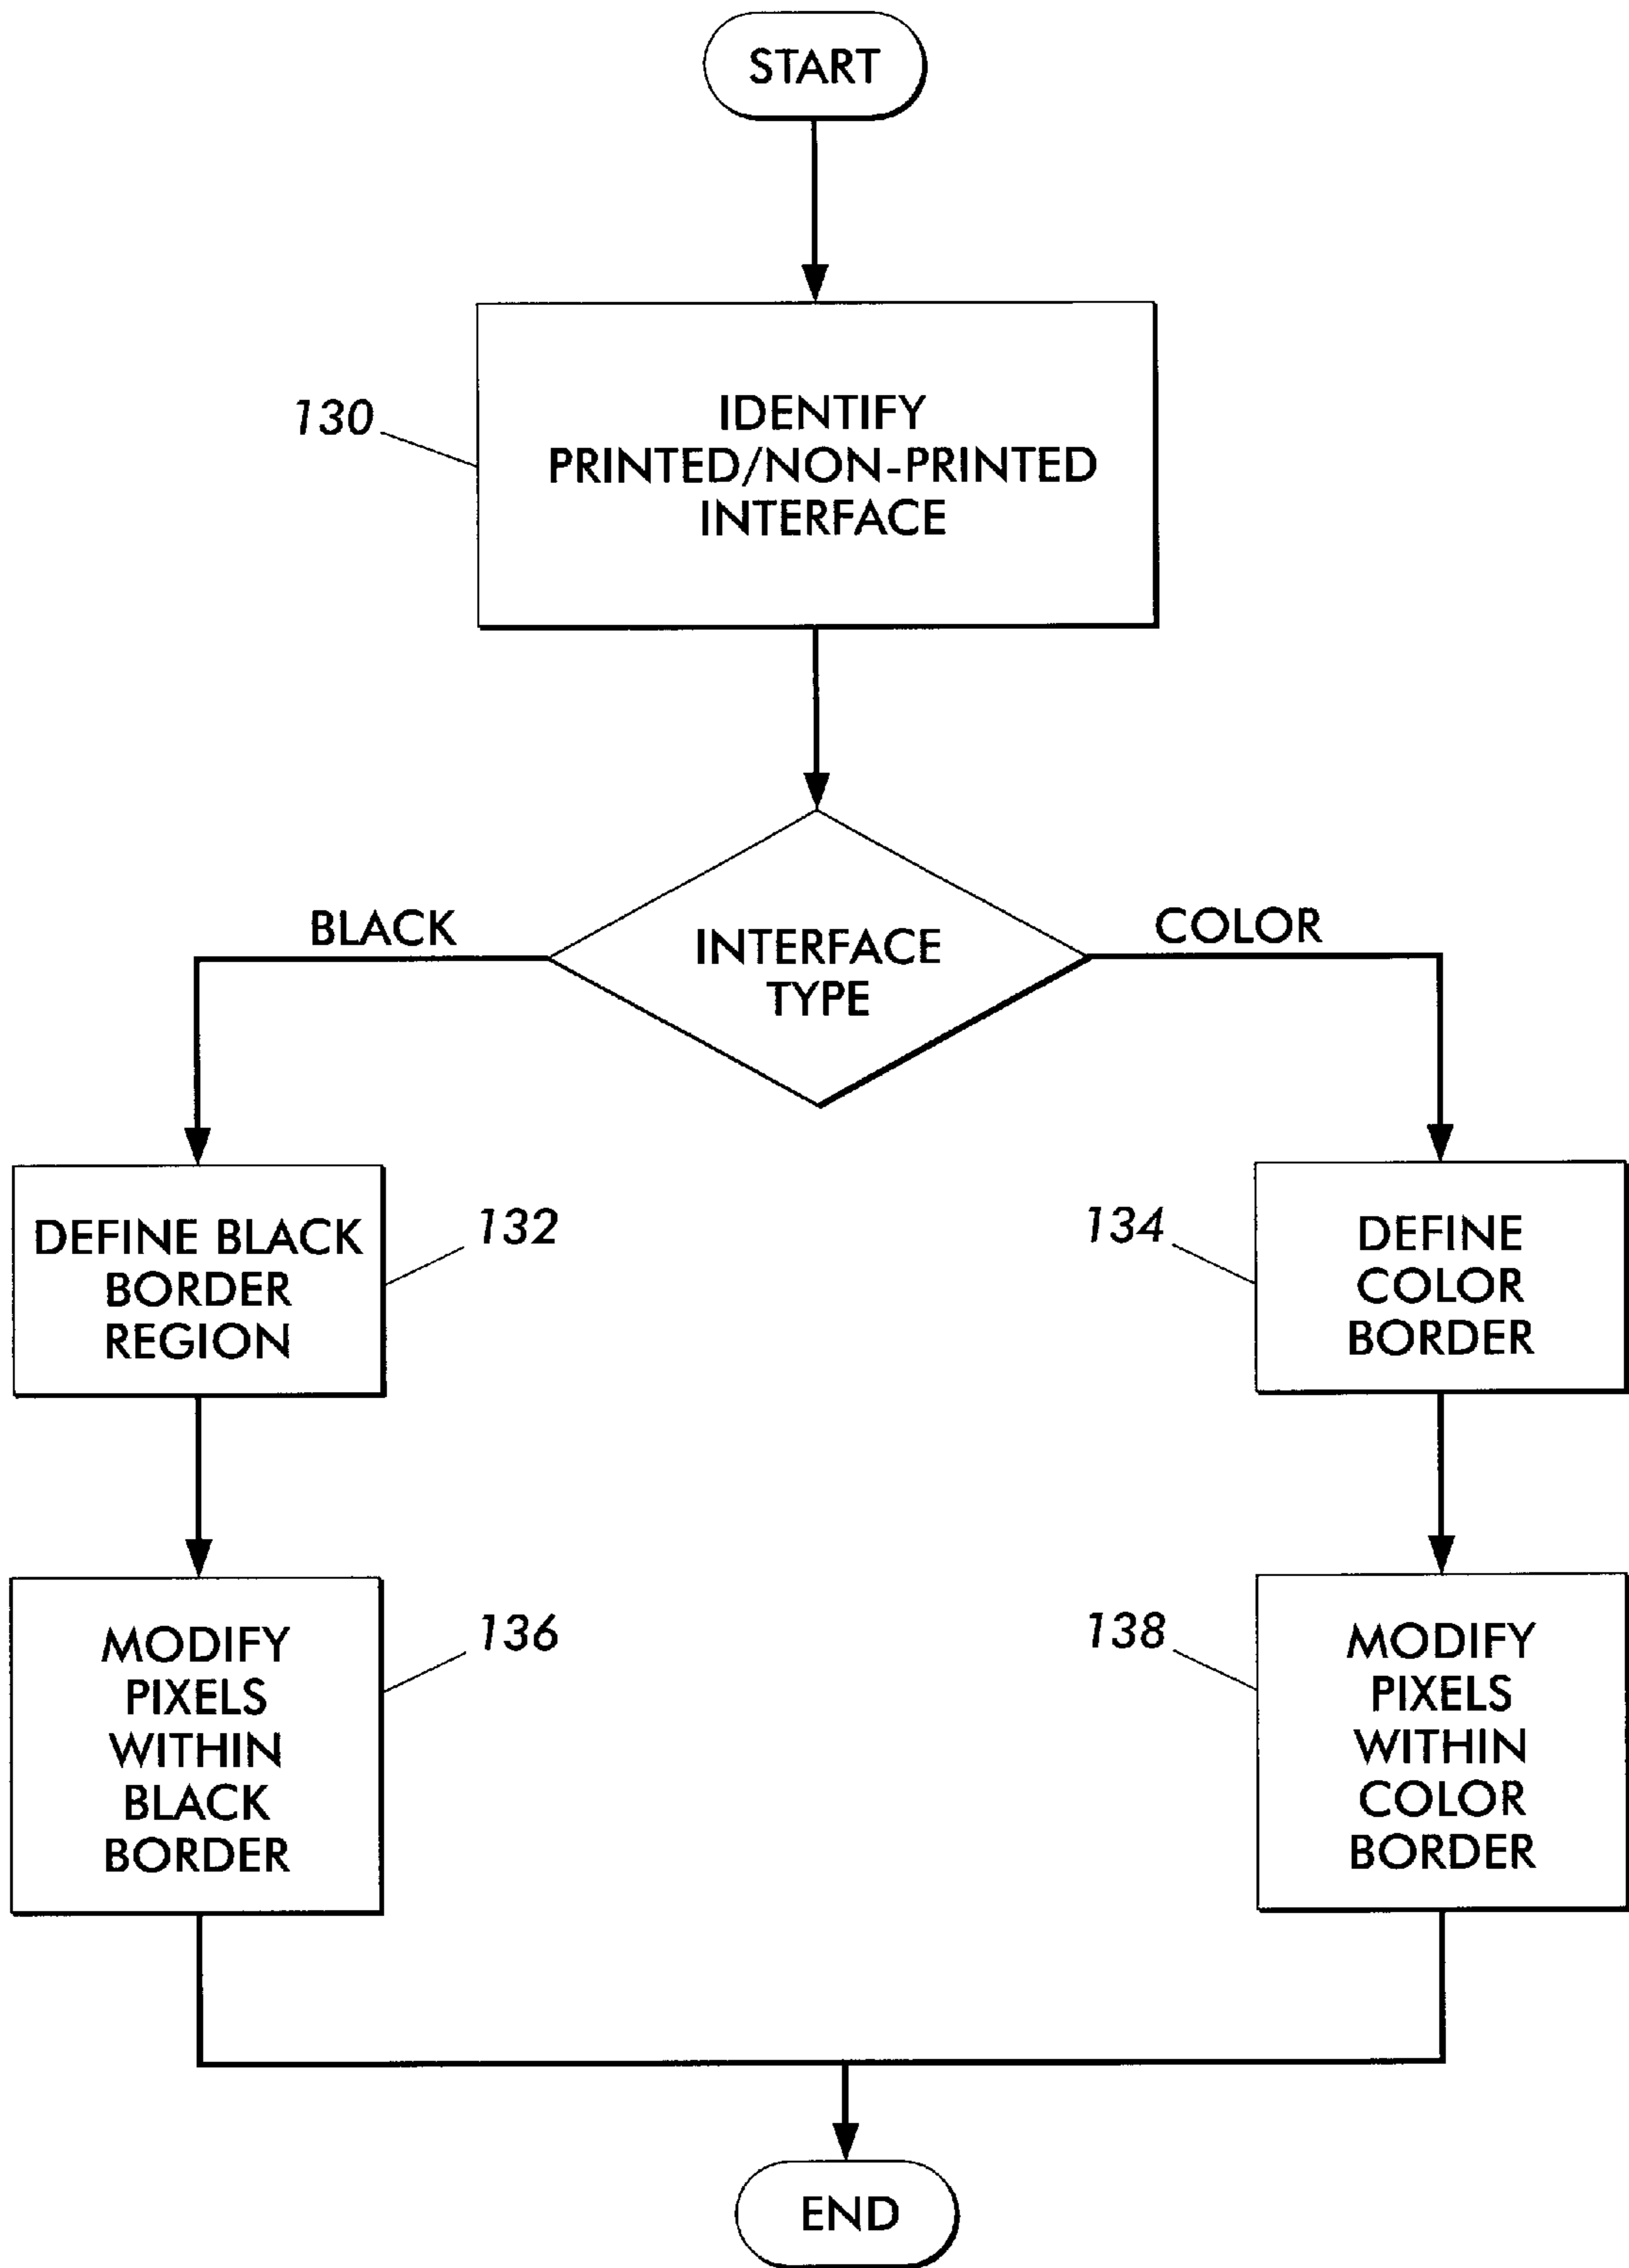 START
130
IDENTIFY
PRINTED/NON-PRINTED
INTERFACE
BLACK
INTERFACE
TYPE
COLOR
DEFINE BLACK
BORDER
REGION
132
134
DEFINE
COLOR
BORDER
MODIFY
PIXELS
WITHIN
BLACK
BORDER
136
138
MODIFY
PIXELS
WITHIN
COLOR
BORDER
END